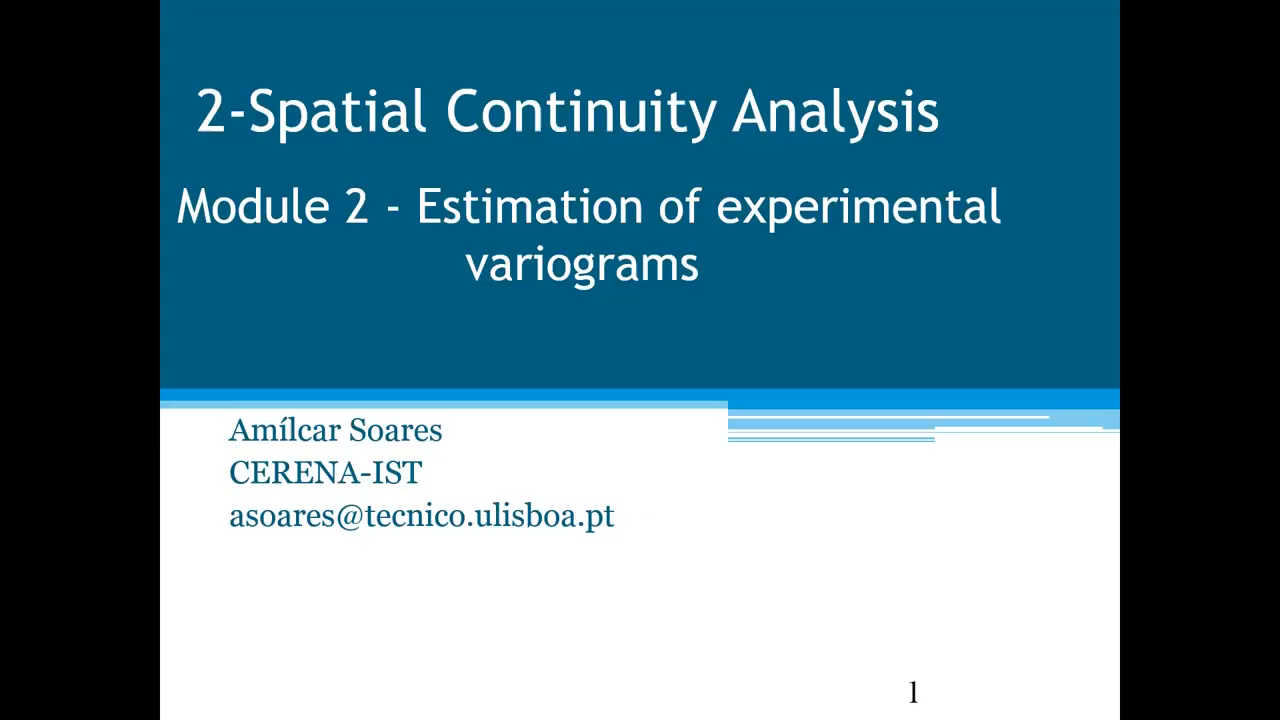 2-Spatial Continuity Analysis
Module 2 - Estimation of experimental
variograms
Amílcar Soares
CERENA-IST
asoares@tecnico.ulisboa.pt
1